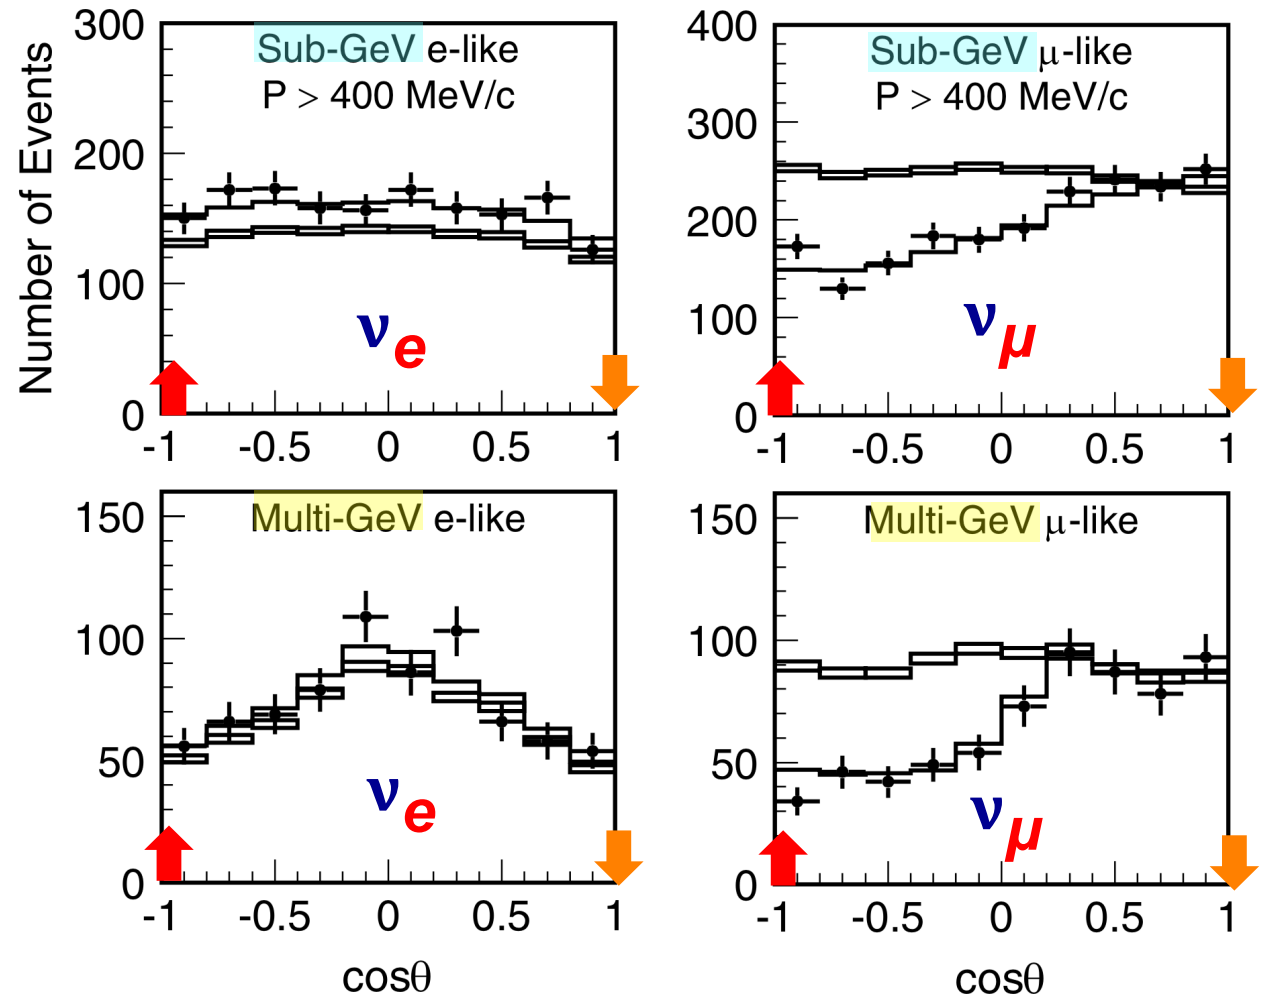 Number of Events
300
200
100
0
Sub-GeV e-like
P > 400 MeV/c
νe
-1 -0.5 0 0.5 1
400
300
200
100
0
Sub-GeV μ-like
P > 400 MeV/c
νμ
-1 -0.5 0 0.5 1
150
100
50
0
Multi-GeV e-like
νe
-1 -0.5 0 0.5 1
cosθ
150
100
50
0
Multi-GeV μ-like
νμ
-1 -0.5 0 0.5 1
cosθ